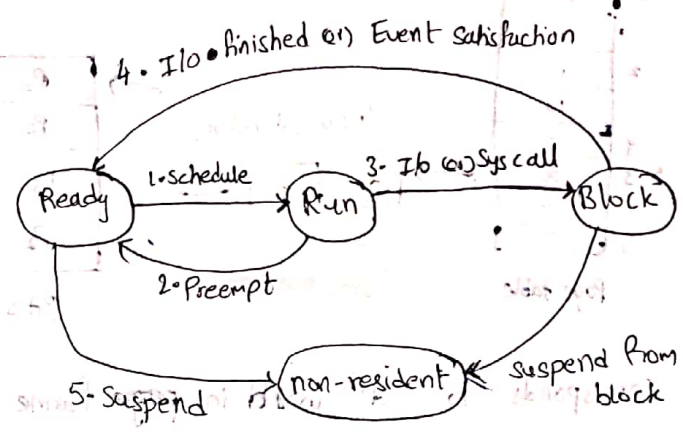 4. I/O finished (or) Event satisfaction
1. schedule
3. I/o (or) Sys call
Ready
Run
Block
2. Preempt
non-resident
suspend from
block
5- Suspend